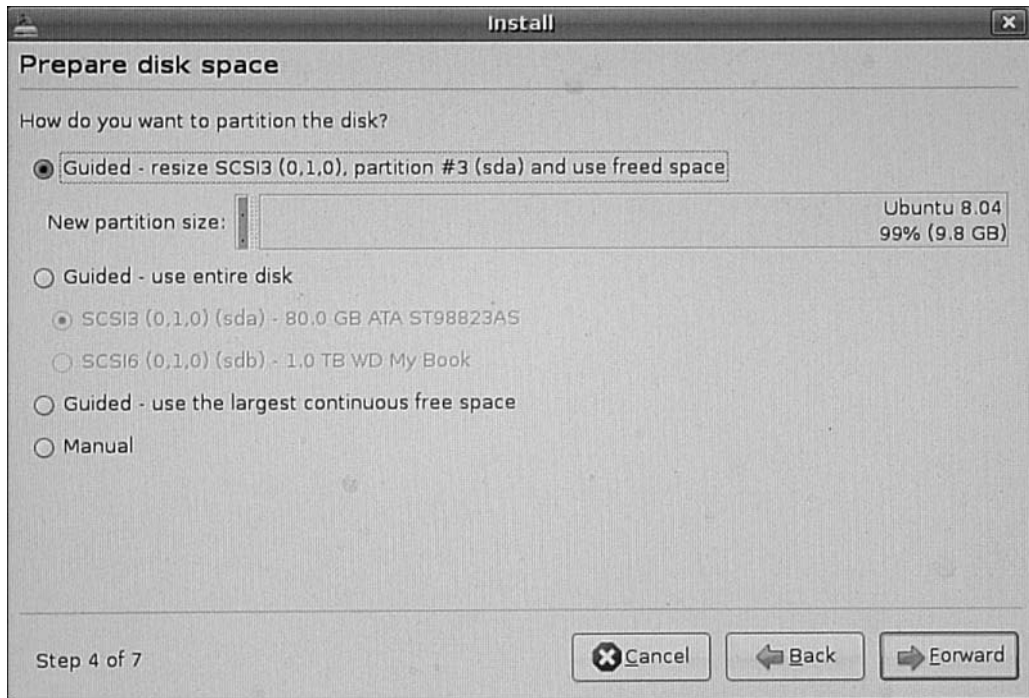 Install
Prepare disk space
How do you want to partition the disk?
Guided - resize SCSI3 (0,1,0), partition #3 (sda) and use freed space
New partition size:
Ubuntu 8.04
99% (9.8 GB)
Guided - use entire disk
SCSI3 (0,1,0) (sda) - 80.0 GB ATA ST98823AS
SCSI6 (0,1,0) (sdb) - 1.0 TB WD My Book
Guided - use the largest continuous free space
Manual
Step 4 of 7
Cancel
Back
Forward